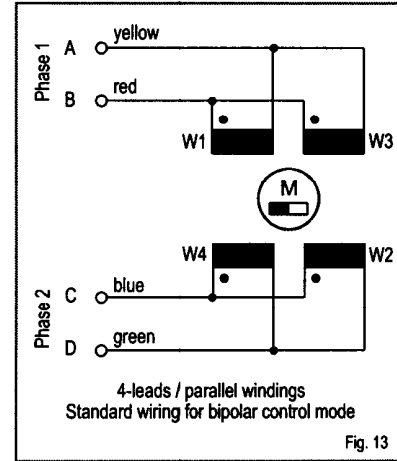 Phase 1
A yellow
B red
W1
W3
M
W4
W2
Phase 2
C blue
D green
4-leads / parallel windings
Standard wiring for bipolar control mode
Fig. 13